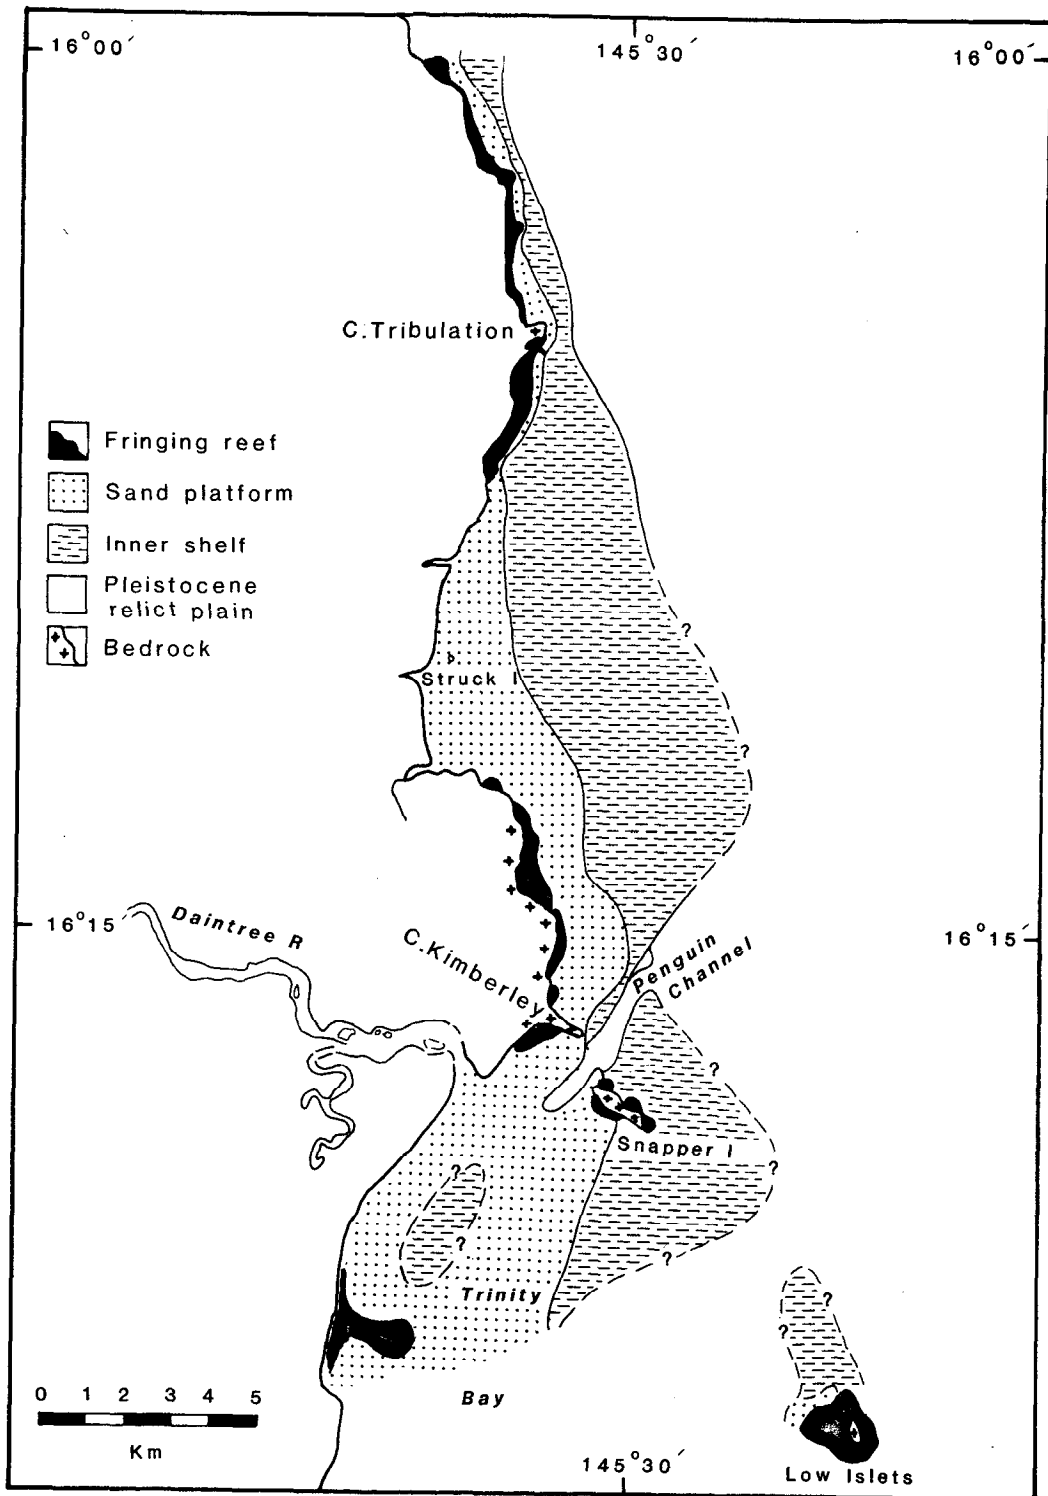 16°00′
145°30′
16°00′
C.Tribulation
Fringing reef
Sand platform
Inner shelf
Pleistocene
relict plain
Bedrock
?
Struck I
?
16°15′
Daintree R
C.Kimberley
Penguin
Channel
16°15′
?
Snapper I
?
?
?
?
Trinity
?
?
0 1 2 3 4 5
Km
Bay
145°30′
Low Islets